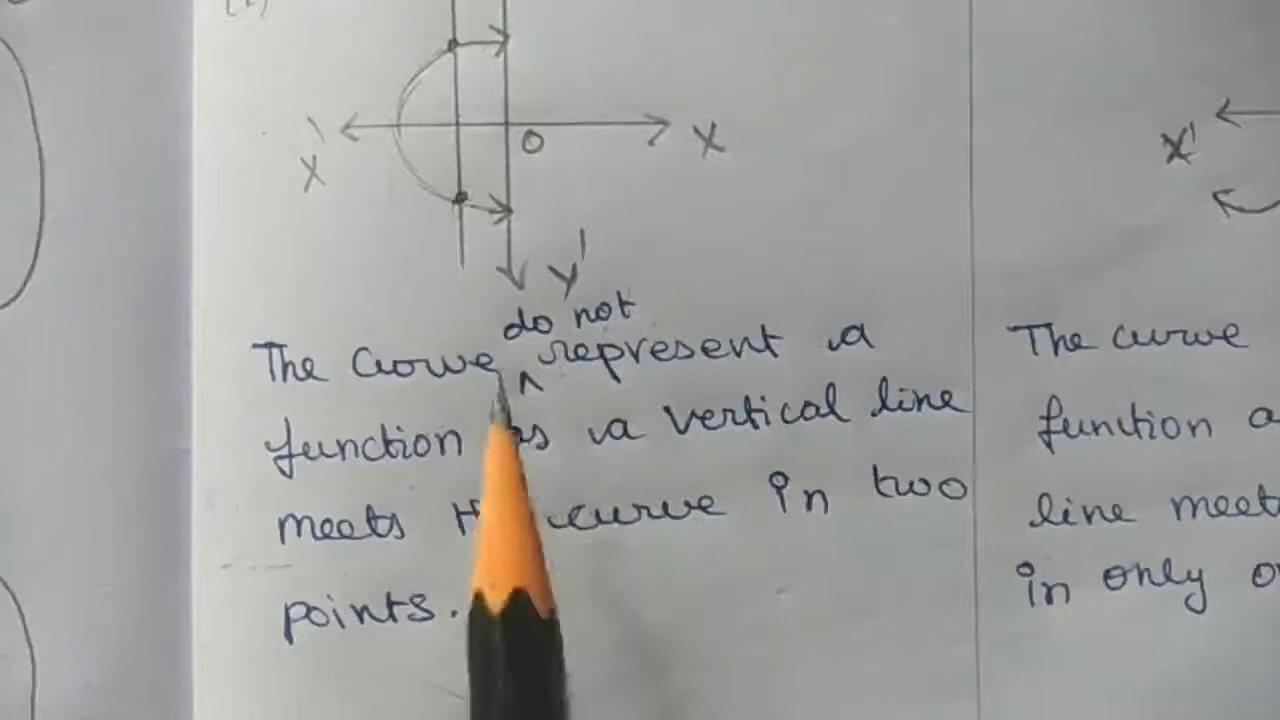 O
X
X'
Y'
X'
do not
The Curve ^ represent a
function as a vertical line
meets the curve in two
points.
The curve
function a
line meet
in only